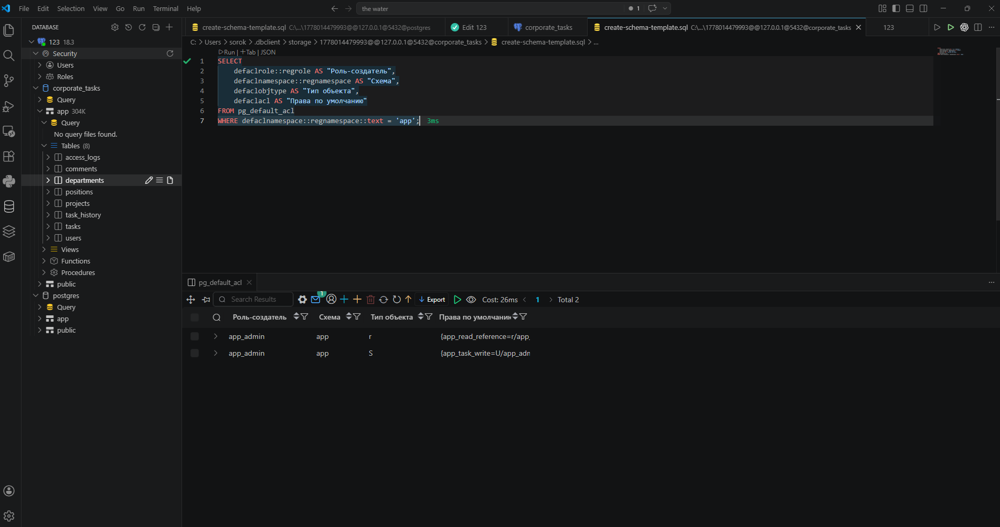 File Edit Selection View Go Run Terminal Help
the water
1
DATABASE
123 18.3
Security
Users
Roles
corporate_tasks
Query
app 304K
Query
No query files found.
Tables (8)
access_logs
comments
departments
positions
projects
task_history
tasks
users
Views
Functions
Procedures
public
postgres
Query
app
public
create-schema-template.sql C:\...\1778014479993@@127.0.0.1@5432@postgres
Edit 123
corporate_tasks
create-schema-template.sql C:\...\1778014479993@@127.0.0.1@5432@corporate_tasks
123
C: > Users > sorok > .dbclient > storage > 1778014479993@@127.0.0.1@5432@corporate_tasks > create-schema-template.sql > ...
Run | +Tab | JSON
1 SELECT
2 defaclrole::regrole AS "Роль-создатель",
3 defaclnamespace::regnamespace AS "Схема",
4 defaclobjtype AS "Тип объекта",
5 defaclacl AS "Права по умолчанию"
6 FROM pg_default_acl
7 WHERE defaclnamespace::regnamespace::text = 'app'; 3ms
pg_default_acl
Search Results
1
Export
Cost: 26ms
1
Total 2
Роль-создатель Схема Тип объекта Права по умолчани
app_admin app r {app_read_reference=r/app_
app_admin app S {app_task_write=U/app_adm